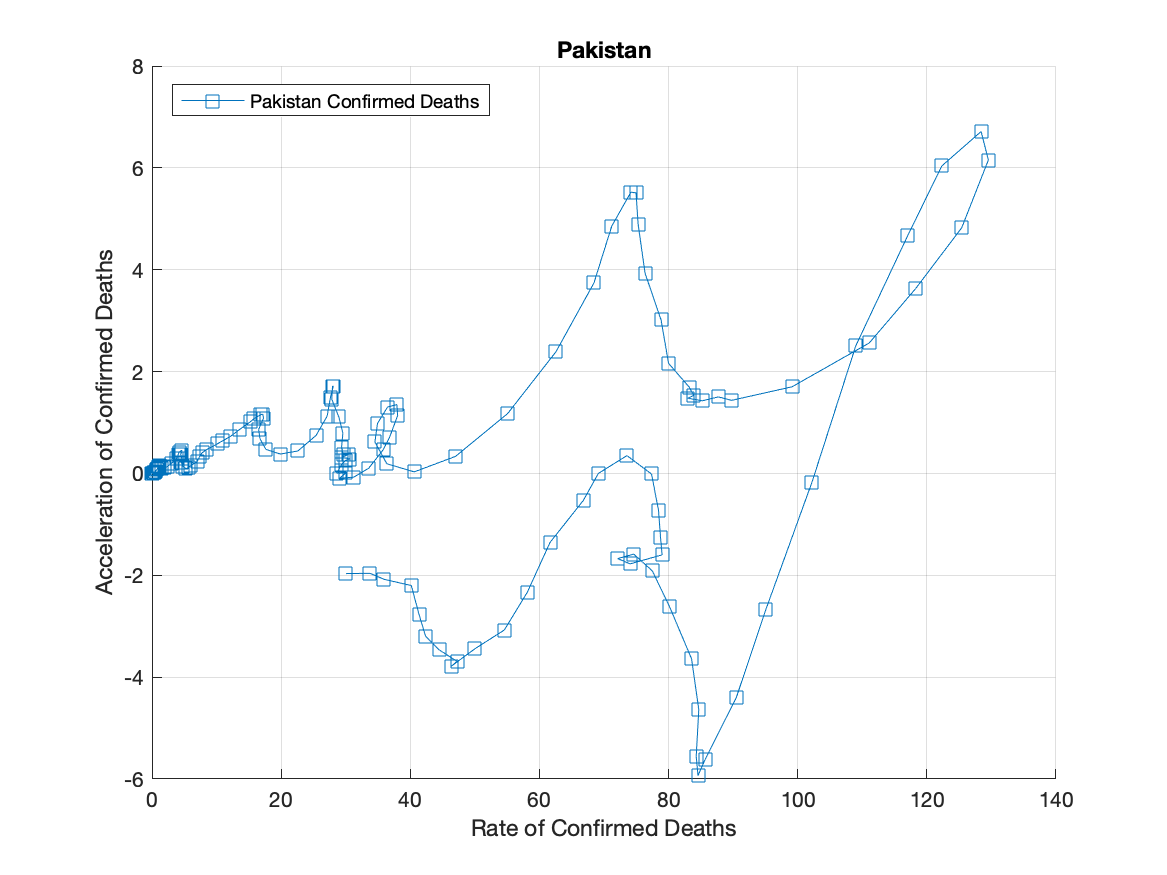 Pakistan
Pakistan Confirmed Deaths
8
6
4
2
0
-2
-4
-6
Acceleration of Confirmed Deaths
0 20 40 60 80 100 120 140
Rate of Confirmed Deaths